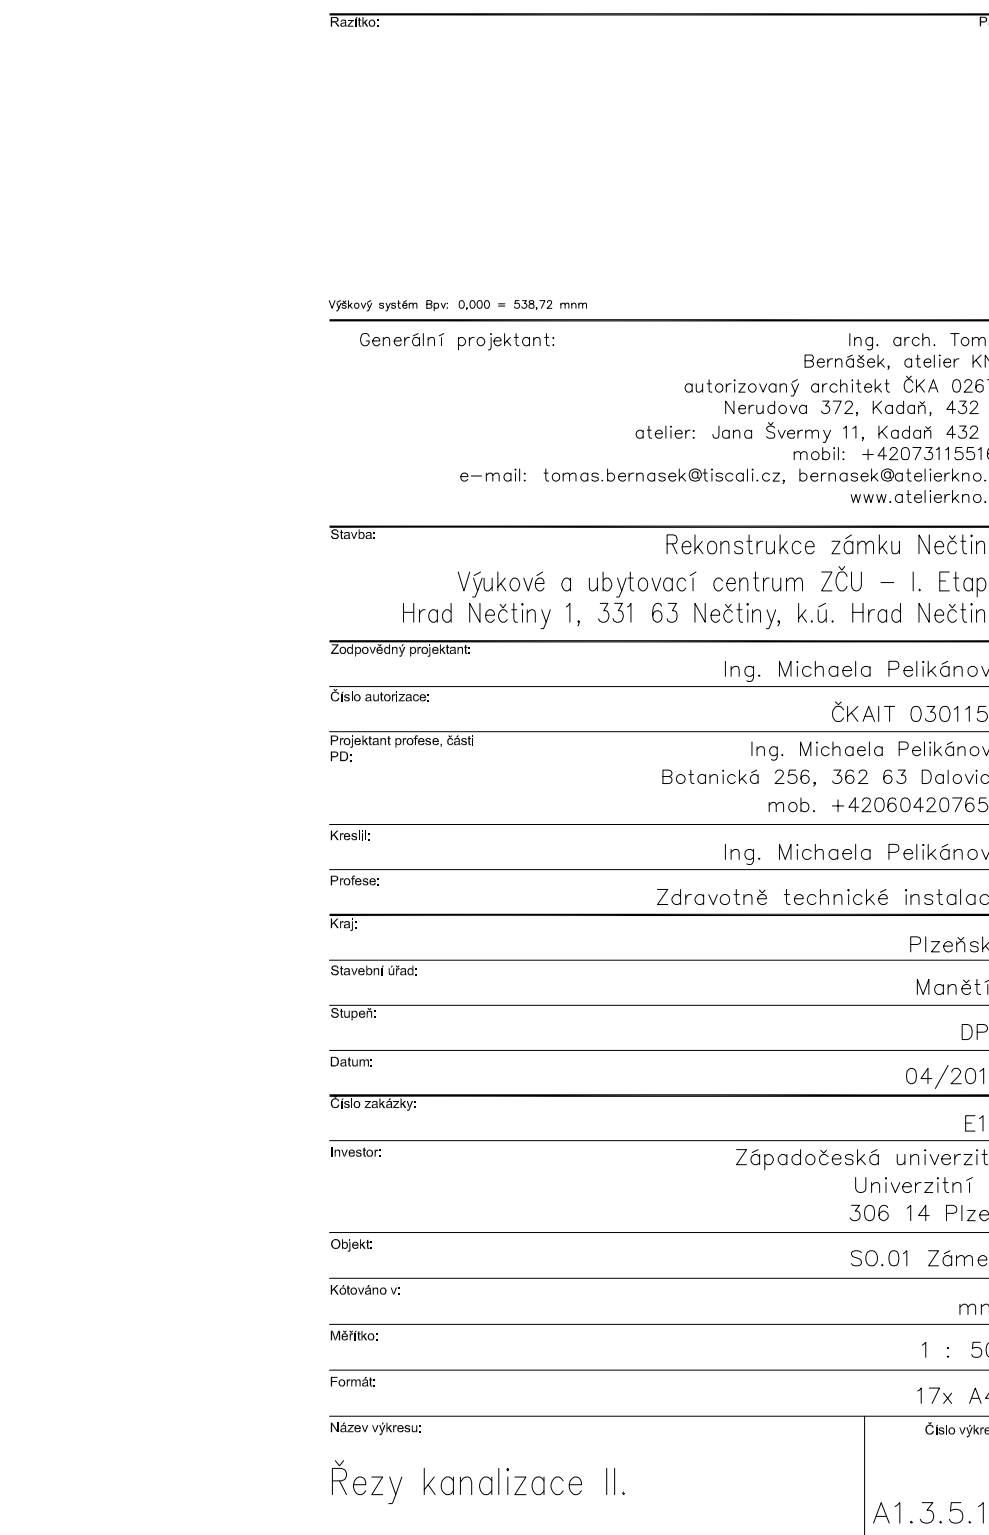 Razítko: Pa
Výškový systém Bpv: 0,000 = 538,72 mnm
Generální projektant: Ing. arch. Tom
Bernášek, atelier KN
autorizovaný architekt ČKA 0267
Nerudova 372, Kadaň, 432
atelier: Jana Švermy 11, Kadaň 432
mobil: +42073115516
e-mail: tomas.bernasek@tiscali.cz, bernasek@atelierkno.
www.atelierkno.
Stavba: Rekonstrukce zámku Nečtin
Výukové a ubytovací centrum ZČU - I. Etap
Hrad Nečtiny 1, 331 63 Nečtiny, k.ú. Hrad Nečtin
Zodpovědný projektant:
Ing. Michaela Pelikánov
Číslo autorizace:
ČKAIT 030115
Projektant profese, části Ing. Michaela Pelikánov
PD:
Botanická 256, 362 63 Dalovic
mob. +42060420765
Kreslil:
Ing. Michaela Pelikánov
Profese:
Zdravotně technické instalac
Kraj:
Plzeňsk
Stavební úřad:
Manětí
Stupeň:
DP
Datum:
04/201
Číslo zakázky:
E1
Investor: Západočeská univerzit
Univerzitní
306 14 Plze
Objekt:
SO.01 Záme
Kótováno v:
mm
Měřítko:
1 : 50
Formát:
17x A4
Název výkresu: Číslo výkre
Řezy kanalizace II.
A1.3.5.1